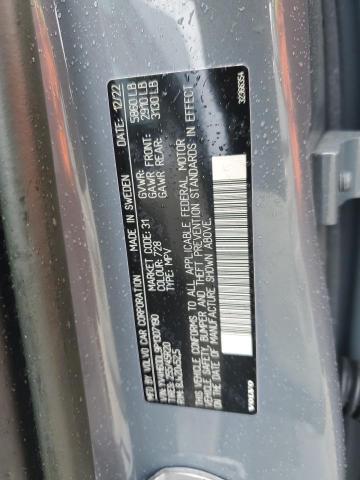 MFD BY VOLVO CAR CORPORATION
MADE IN SWEDEN
DATE: 12/22
MARKET CODE: 31
GVWR: 5860 LB
COLOUR: 728
GAWR FRONT: 2910 LB
TYPE: MPV
GAWR REAR: 3130 LB
THIS VEHICLE CONFORMS TO ALL APPLICABLE FEDERAL MOTOR
VEHICLE SAFETY, BUMPER AND THEFT PREVENTION STANDARDS IN EFFECT
ON THE DATE OF MANUFACTURE SHOWN ABOVE.
VOLVO
32366354